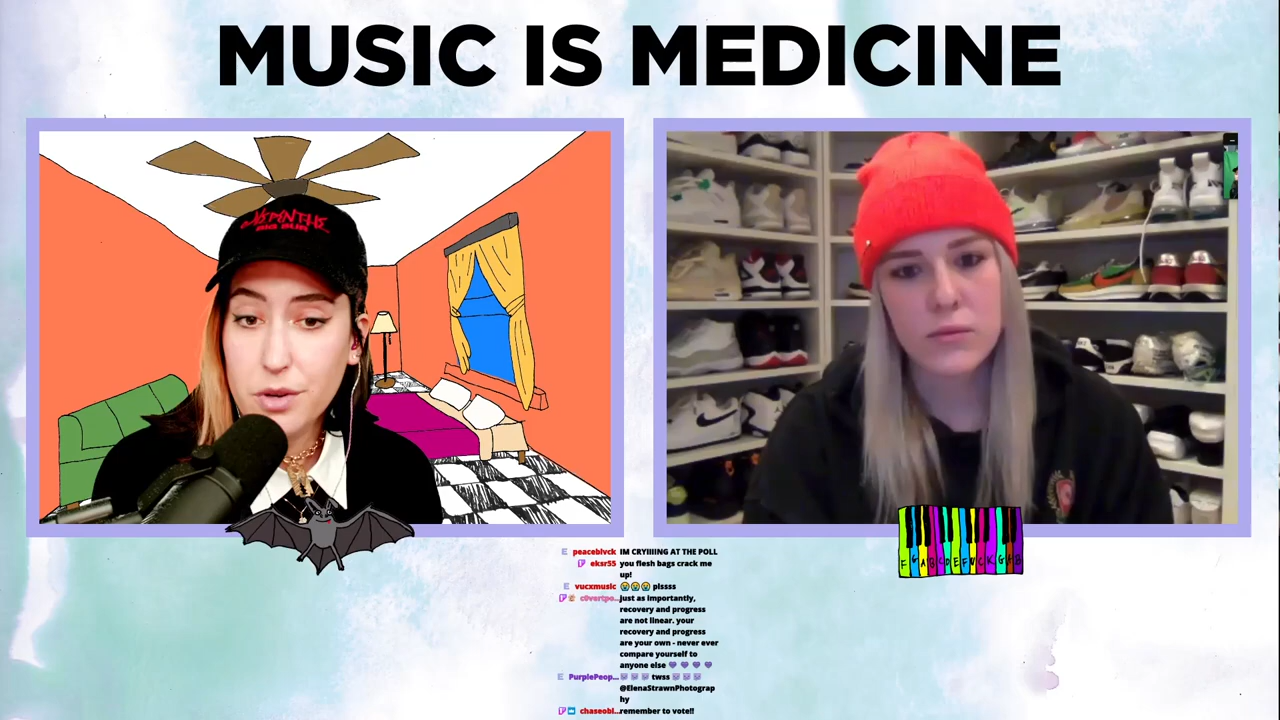 MUSIC IS MEDICINE
peaceblvck IM CRYIIIING AT THE POLL
eksr55 you flesh bags crack me
up!
vucxmusic 😭😭😭 plssss
c0vertpo... just as importantly,
recovery and progress
are not linear. your
recovery and progress
are your own - never ever
compare yourself to
anyone else 💜 💜 💜 💜
PurplePeop... 😈 😈 😈 twss 😈 😈 😈
@ElenaStrawnPhotograp
hy
chaseobl... remember to vote!!